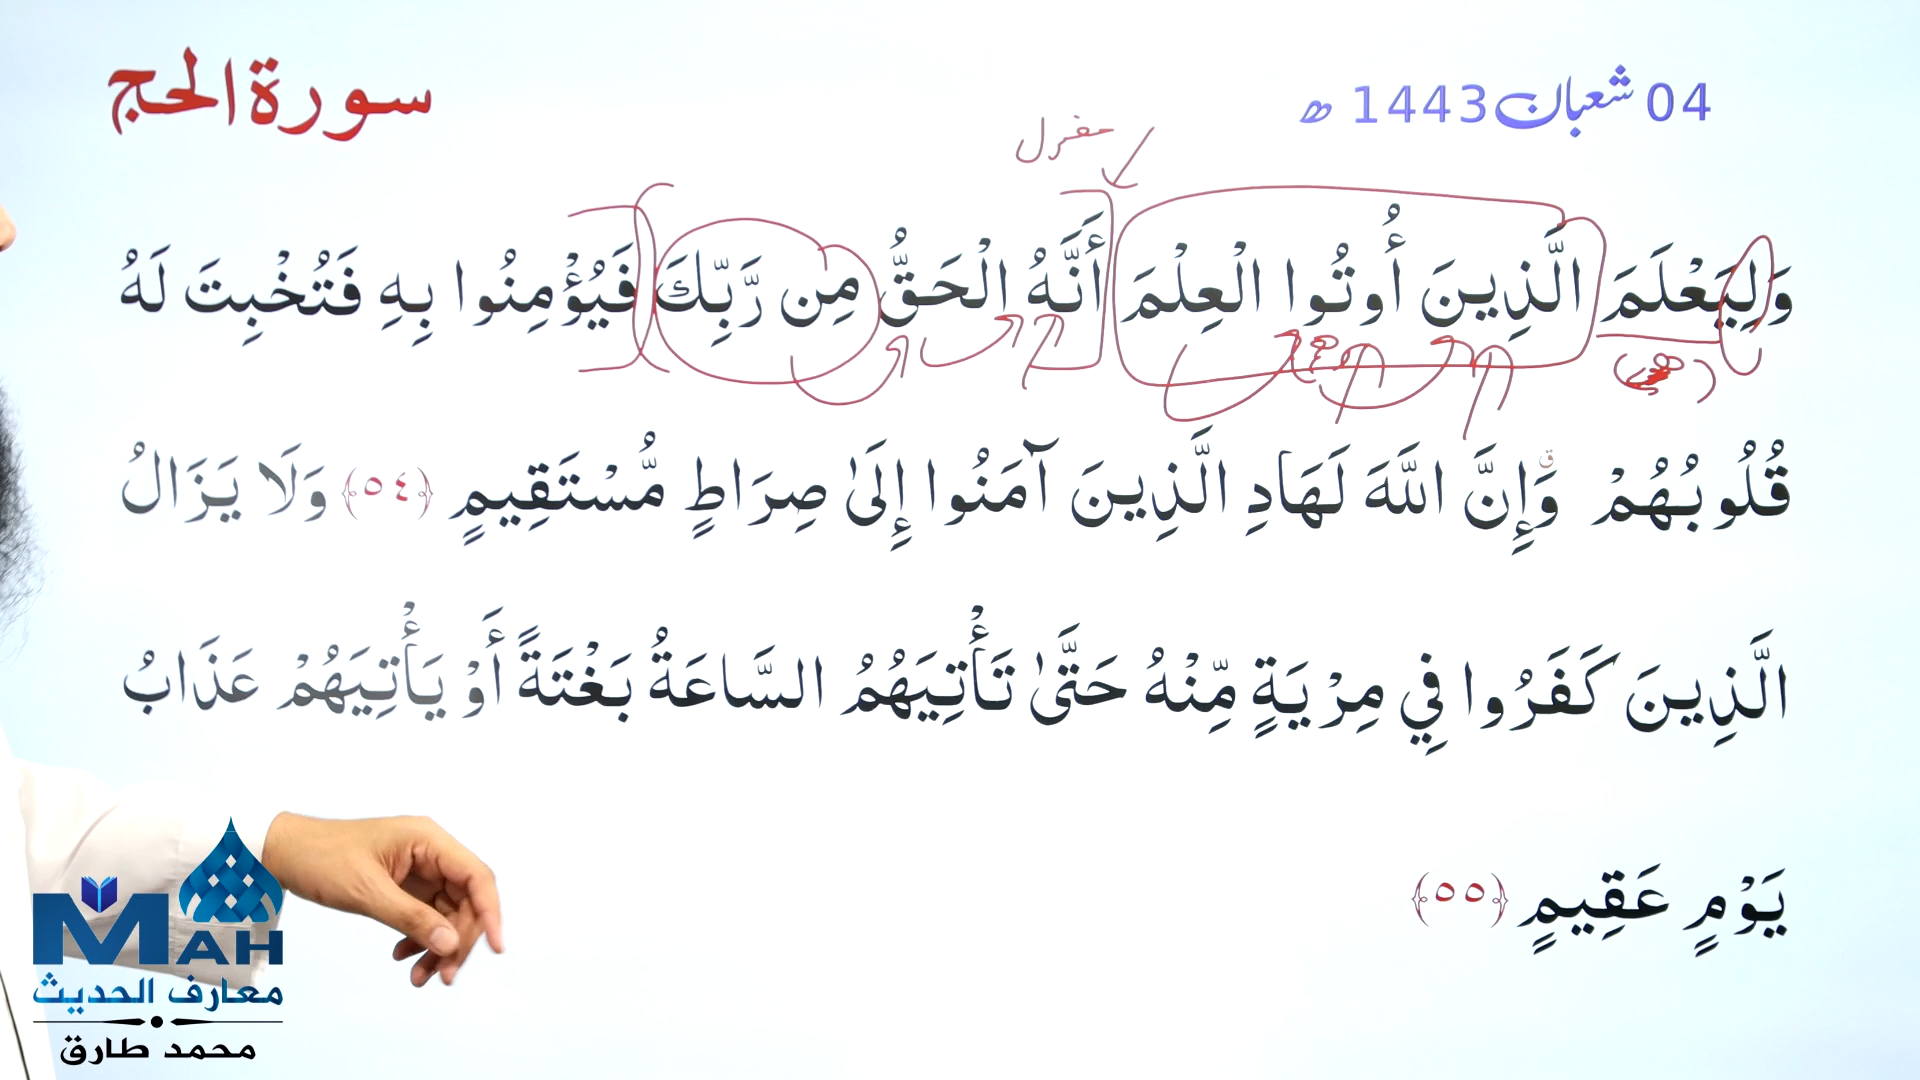 سورة الحج
04 شعبان 1443 ھ
وَلِيَعْلَمَ الَّذِينَ أُوتُوا الْعِلْمَ أَنَّهُ الْحَقُّ مِن رَّبِّكَ فَيُؤْمِنُوا بِهِ فَتُخْبِتَ لَهُ
قُلُوبُهُمْ ۗ وَإِنَّ اللَّهَ لَهَادِ الَّذِينَ آمَنُوا إِلَىٰ صِرَاطٍ مُّسْتَقِيمٍ ﴿٥٤﴾ وَلَا يَزَالُ
الَّذِينَ كَفَرُوا فِي مِرْيَةٍ مِّنْهُ حَتَّىٰ تَأْتِيَهُمُ السَّاعَةُ بَغْتَةً أَوْ يَأْتِيَهُمْ عَذَابُ
يَوْمٍ عَقِيمٍ ﴿٥٥﴾
MAH
معارف الحديث
محمد طارق